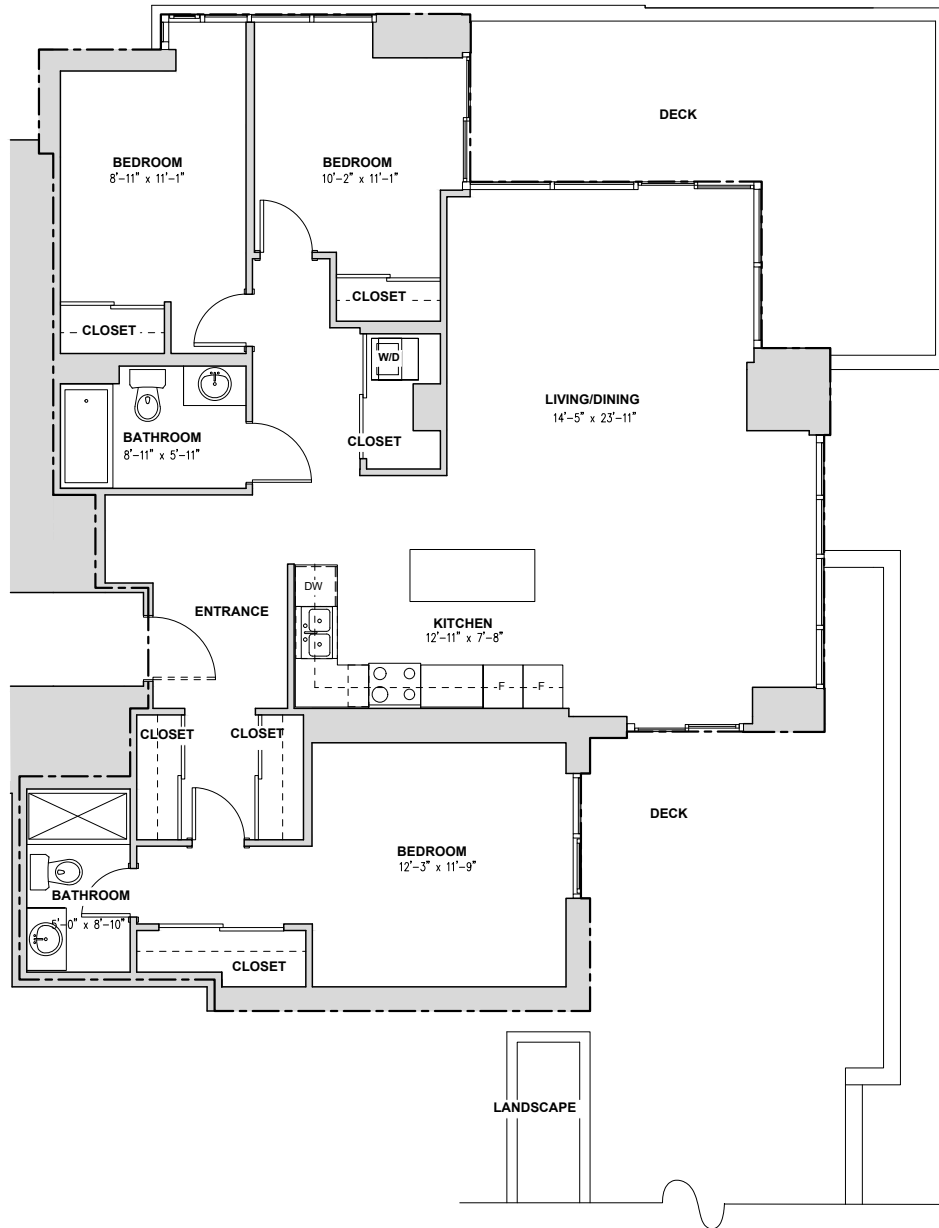 DECK
BEDROOM
8'-11" x 11'-1"
BEDROOM
10'-2" x 11'-1"
CLOSET
CLOSET
W/D
LIVING/DINING
14'-5" x 23'-11"
BATHROOM
8'-11" x 5'-11"
CLOSET
DW
ENTRANCE
KITCHEN
12'-11" x 7'-8"
F
F
CLOSET
CLOSET
DECK
BEDROOM
12'-3" x 11'-9"
BATHROOM
5'-0" x 8'-10"
CLOSET
LANDSCAPE